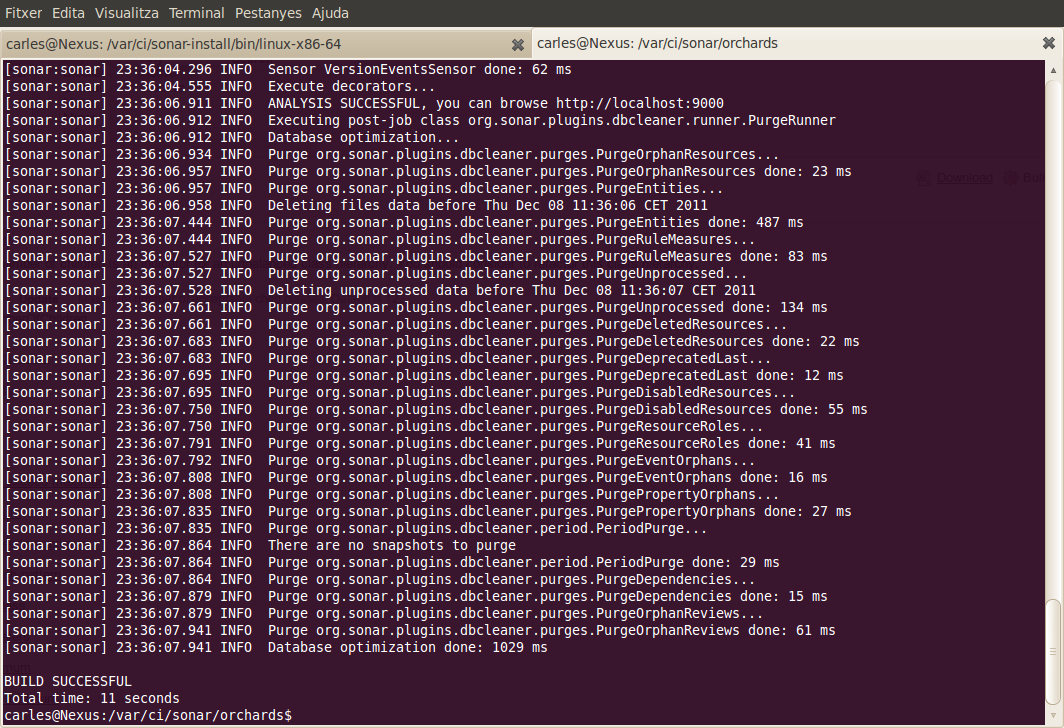 Fitxer Edita Visualitza Terminal Pestanyes Ajuda
carles@Nexus: /var/ci/sonar-install/bin/linux-x86-64
carles@Nexus: /var/ci/sonar/orchards
[sonar:sonar] 23:36:04.296 INFO  Sensor VersionEventsSensor done: 62 ms
[sonar:sonar] 23:36:04.555 INFO  Execute decorators...
[sonar:sonar] 23:36:06.911 INFO  ANALYSIS SUCCESSFUL, you can browse http://localhost:9000
[sonar:sonar] 23:36:06.912 INFO  Executing post-job class org.sonar.plugins.dbcleaner.runner.PurgeRunner
[sonar:sonar] 23:36:06.912 INFO  Database optimization...
[sonar:sonar] 23:36:06.934 INFO  Purge org.sonar.plugins.dbcleaner.purges.PurgeOrphanResources...
[sonar:sonar] 23:36:06.957 INFO  Purge org.sonar.plugins.dbcleaner.purges.PurgeOrphanResources done: 23 ms
[sonar:sonar] 23:36:06.957 INFO  Purge org.sonar.plugins.dbcleaner.purges.PurgeEntities...
[sonar:sonar] 23:36:06.958 INFO  Deleting files data before Thu Dec 08 11:36:06 CET 2011
[sonar:sonar] 23:36:07.444 INFO  Purge org.sonar.plugins.dbcleaner.purges.PurgeEntities done: 487 ms
[sonar:sonar] 23:36:07.444 INFO  Purge org.sonar.plugins.dbcleaner.purges.PurgeRuleMeasures...
[sonar:sonar] 23:36:07.527 INFO  Purge org.sonar.plugins.dbcleaner.purges.PurgeRuleMeasures done: 83 ms
[sonar:sonar] 23:36:07.527 INFO  Purge org.sonar.plugins.dbcleaner.purges.PurgeUnprocessed...
[sonar:sonar] 23:36:07.528 INFO  Deleting unprocessed data before Thu Dec 08 11:36:07 CET 2011
[sonar:sonar] 23:36:07.661 INFO  Purge org.sonar.plugins.dbcleaner.purges.PurgeUnprocessed done: 134 ms
[sonar:sonar] 23:36:07.661 INFO  Purge org.sonar.plugins.dbcleaner.purges.PurgeDeletedResources...
[sonar:sonar] 23:36:07.683 INFO  Purge org.sonar.plugins.dbcleaner.purges.PurgeDeletedResources done: 22 ms
[sonar:sonar] 23:36:07.683 INFO  Purge org.sonar.plugins.dbcleaner.purges.PurgeDeprecatedLast...
[sonar:sonar] 23:36:07.695 INFO  Purge org.sonar.plugins.dbcleaner.purges.PurgeDeprecatedLast done: 12 ms
[sonar:sonar] 23:36:07.695 INFO  Purge org.sonar.plugins.dbcleaner.purges.PurgeDisabledResources...
[sonar:sonar] 23:36:07.750 INFO  Purge org.sonar.plugins.dbcleaner.purges.PurgeDisabledResources done: 55 ms
[sonar:sonar] 23:36:07.750 INFO  Purge org.sonar.plugins.dbcleaner.purges.PurgeResourceRoles...
[sonar:sonar] 23:36:07.791 INFO  Purge org.sonar.plugins.dbcleaner.purges.PurgeResourceRoles done: 41 ms
[sonar:sonar] 23:36:07.792 INFO  Purge org.sonar.plugins.dbcleaner.purges.PurgeEventOrphans...
[sonar:sonar] 23:36:07.808 INFO  Purge org.sonar.plugins.dbcleaner.purges.PurgeEventOrphans done: 16 ms
[sonar:sonar] 23:36:07.808 INFO  Purge org.sonar.plugins.dbcleaner.purges.PurgePropertyOrphans...
[sonar:sonar] 23:36:07.835 INFO  Purge org.sonar.plugins.dbcleaner.purges.PurgePropertyOrphans done: 27 ms
[sonar:sonar] 23:36:07.835 INFO  Purge org.sonar.plugins.dbcleaner.period.PeriodPurge...
[sonar:sonar] 23:36:07.864 INFO  There are no snapshots to purge
[sonar:sonar] 23:36:07.864 INFO  Purge org.sonar.plugins.dbcleaner.period.PeriodPurge done: 29 ms
[sonar:sonar] 23:36:07.864 INFO  Purge org.sonar.plugins.dbcleaner.purges.PurgeDependencies...
[sonar:sonar] 23:36:07.879 INFO  Purge org.sonar.plugins.dbcleaner.purges.PurgeDependencies done: 15 ms
[sonar:sonar] 23:36:07.879 INFO  Purge org.sonar.plugins.dbcleaner.purges.PurgeOrphanReviews...
[sonar:sonar] 23:36:07.941 INFO  Purge org.sonar.plugins.dbcleaner.purges.PurgeOrphanReviews done: 61 ms
[sonar:sonar] 23:36:07.941 INFO  Database optimization done: 1029 ms
BUILD SUCCESSFUL
Total time: 11 seconds
carles@Nexus:/var/ci/sonar/orchards$
Download